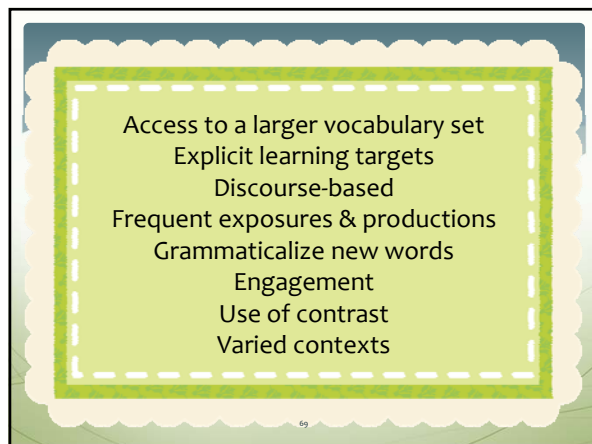 Access to a larger vocabulary set
Explicit learning targets
Discourse-based
Frequent exposures & productions
Grammaticalize new words
Engagement
Use of contrast
Varied contexts
69